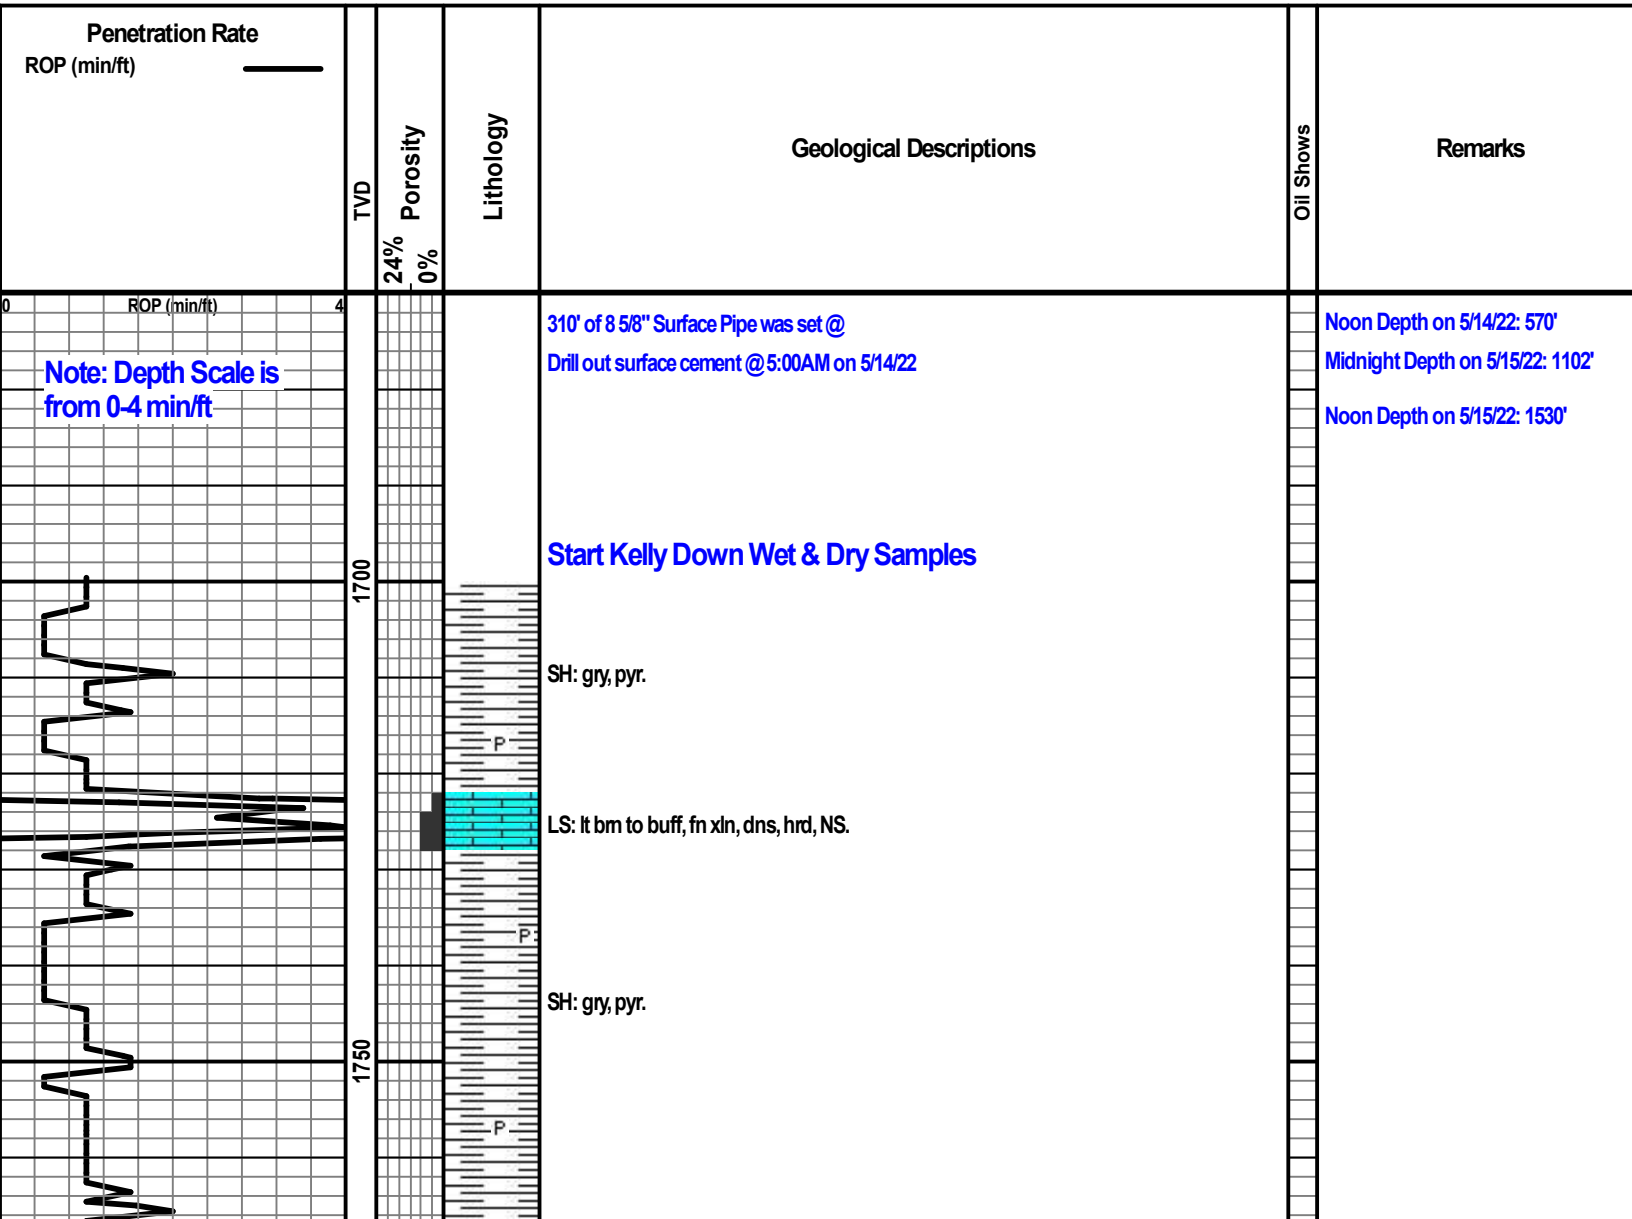 Penetration Rate
ROP (min/ft)
TVD
Porosity
24%
0%
Lithology
Geological Descriptions
Oil Shows
Remarks
0 ROP (min/ft) 4
Note: Depth Scale is
from 0-4 min/ft
310' of 8 5/8" Surface Pipe was set @
Drill out surface cement @ 5:00AM on 5/14/22
Noon Depth on 5/14/22: 570'
Midnight Depth on 5/15/22: 1102'
Noon Depth on 5/15/22: 1530'
Start Kelly Down Wet & Dry Samples
1700
SH: gry, pyr.
P
LS: lt brn to buff, fn xln, dns, hrd, NS.
P
SH: gry, pyr.
1750
P